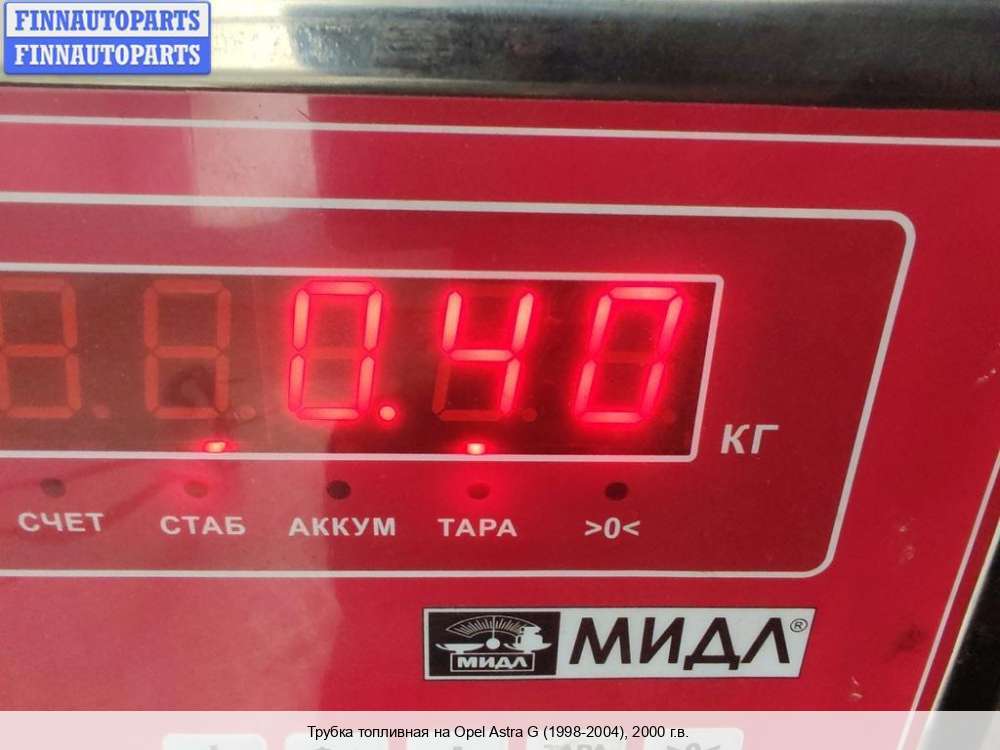 FINNAUTOPARTS
FINNAUTOPARTS
0.40
КГ
СЧЕТ СТАБ АККУМ ТАРА >0<
МИДЛ МИДЛ®
Трубка топливная на Opel Astra G (1998-2004), 2000 г.в.